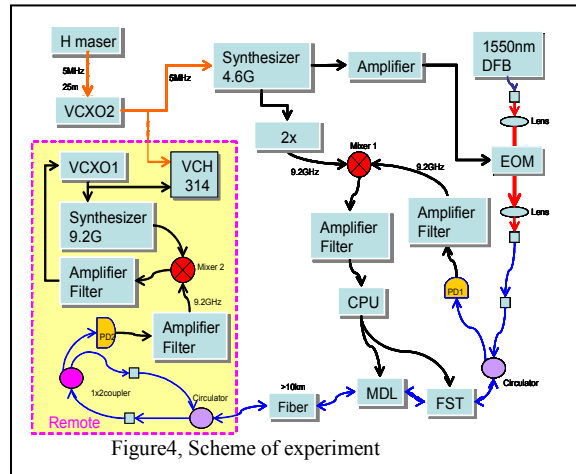 H maser
5MHz
25m
VCXO2
5MHz
Synthesizer
4.6G
Amplifier
1550nm
DFB
Lens
2x
EOM
Mixer 1
9.2GHz
9.2GHz
Lens
VCXO1
VCH
314
Synthesizer
9.2G
Amplifier
Filter
Amplifier
Filter
Mixer 2
Amplifier
Filter
9.2GHz
CPU
PD1
PD2
Amplifier
Filter
1x2coupler
Circulator
>10km
Circulator
Fiber
MDL
FST
Remote
Figure4, Scheme of experiment